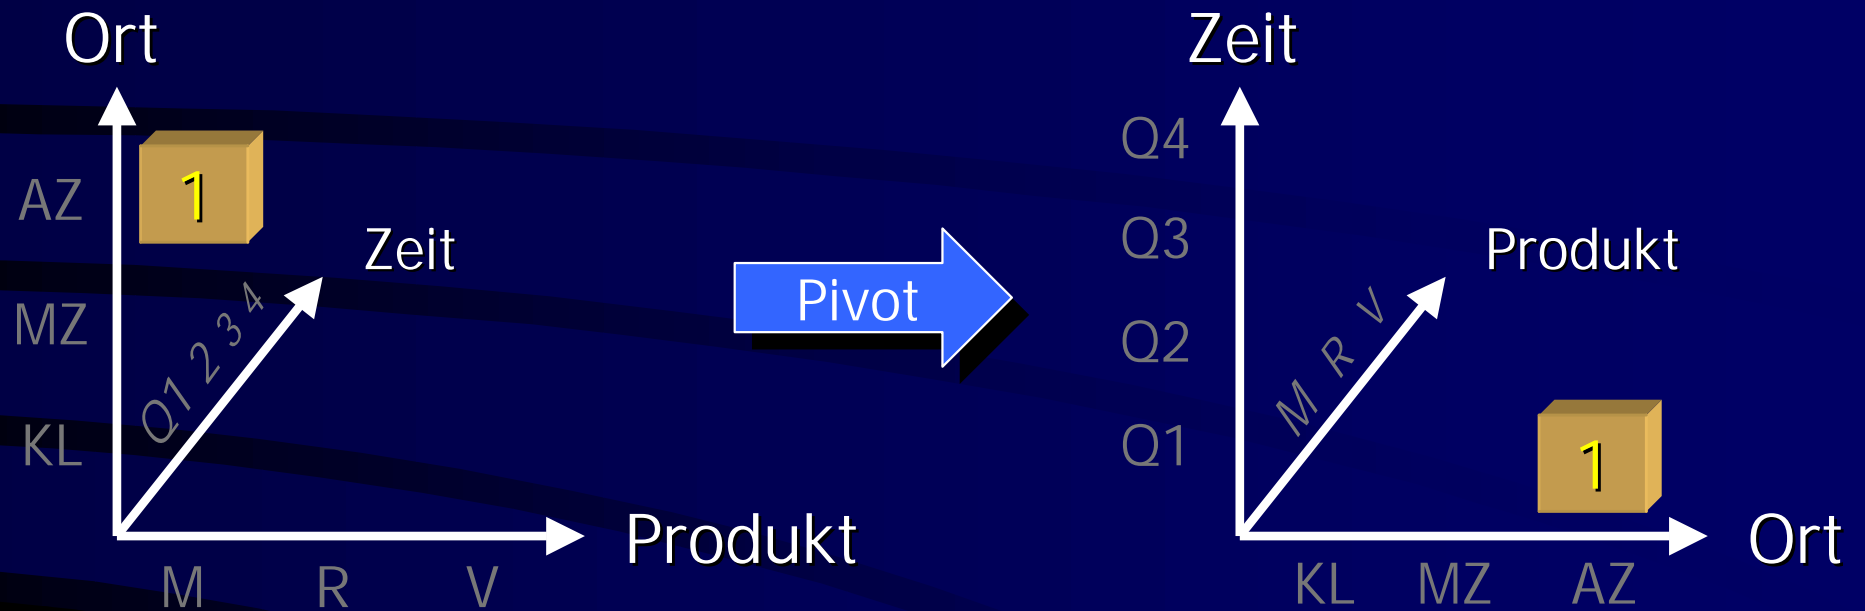 Ort
AZ
MZ
KL
1
Zeit
Q1 2 3 4
Produkt
M R V
Pivot
Zeit
Q4
Q3
Q2
Q1
Produkt
M R V
1
Ort
KL MZ AZ